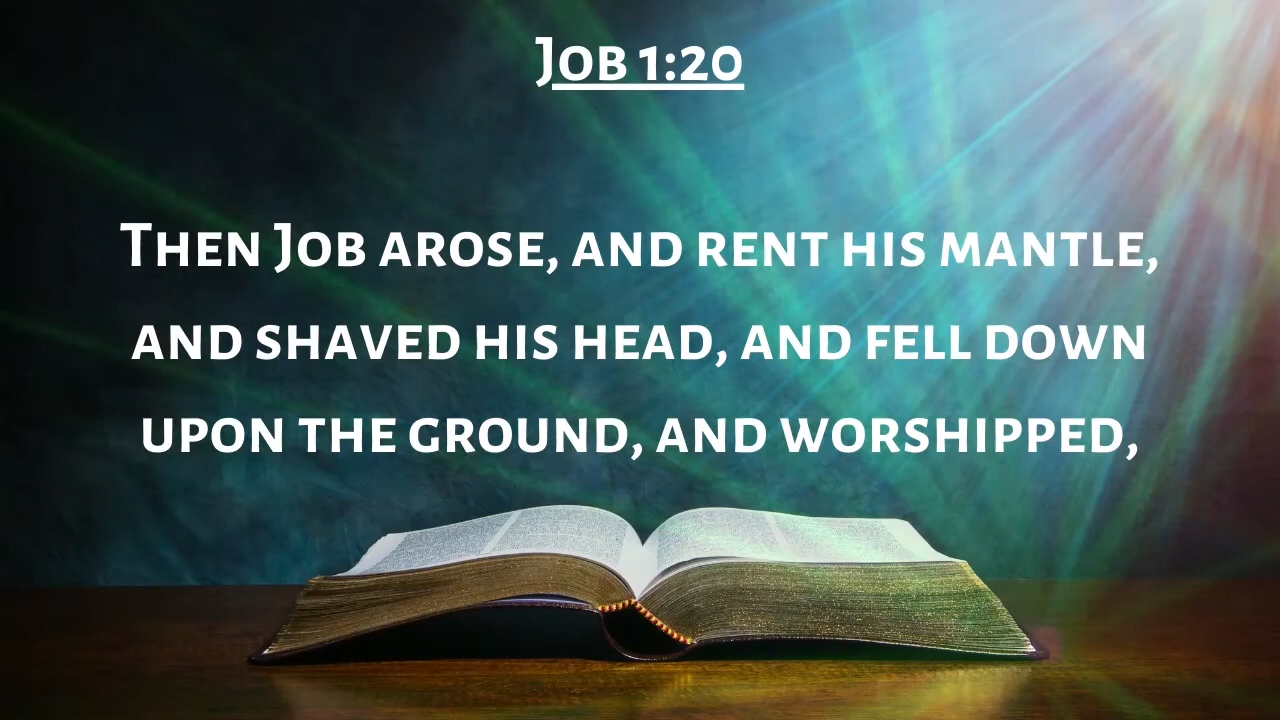 Job 1:20
Then Job arose, and rent his mantle,
and shaved his head, and fell down
upon the ground, and worshipped,